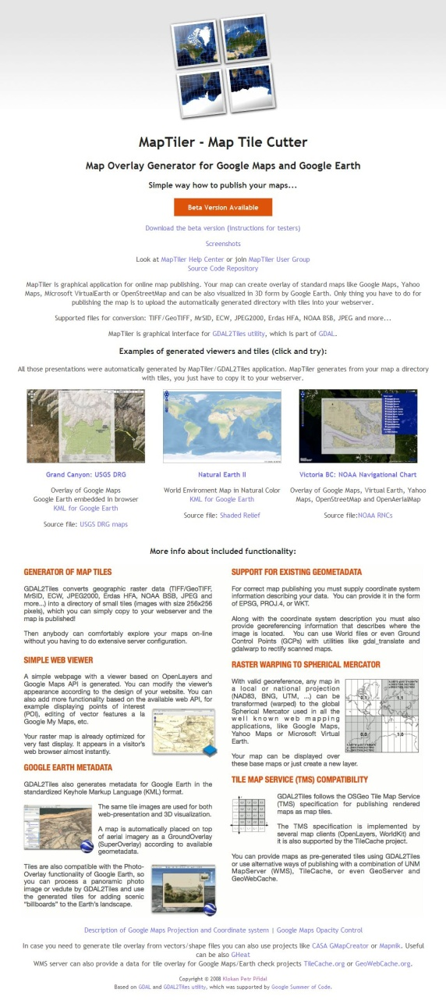 MapTiler - Map Tile Cutter
Map Overlay Generator for Google Maps and Google Earth
Simple way how to publish your maps...
Beta Version Available
Download the beta version (Instructions for testers)
Screenshots
Look at MapTiler Help Center or join MapTiler User Group
Source Code Repository
MapTiler is graphical application for online map publishing. Your map can create overlay of standard maps like Google Maps, Yahoo
Maps, Microsoft VirtualEarth or OpenStreetMap and can be also visualized in 3D form by Google Earth. Only thing you have to do for
publishing the map is to upload the automatically generated directory with tiles into your webserver.
Supported files for conversion: TIFF/GeoTIFF, MrSID, ECW, JPEG2000, Erdas HFA, NOAA BSB, JPEG and more...
MapTiler is graphical interface for GDAL2Tiles utility, which is part of GDAL.
Examples of generated viewers and tiles (click and try):
All those presentations were automatically generated by MapTiler/GDAL2Tiles application. MapTiler generates from your map a directory
with tiles, you just have to copy it to your webserver.
Grand Canyon: USGS DRG
Overlay of Google Maps
Google Earth embedded in browser
KML for Google Earth
Source file: USGS DRG maps
Natural Earth II
World Enviroment Map in Natural Color
KML for Google Earth
Source file: Shaded Relief
Victoria BC: NOAA Navigational Chart
Overlay of Google Maps, Virtual Earth, Yahoo
Maps, OpenStreetMap and OpenAerialMap
Source file:NOAA RNCs
More info about included functionality:
GENERATOR OF MAP TILES
GDAL2Tiles converts geographic raster data (TIFF/GeoTIFF,
MrSID, ECW, JPEG2000, Erdas HFA, NOAA BSB, JPEG and
more...) into a directory of small tiles (images with size 256x256
pixels), which you can simply copy to your webserver and the
map is published!
Then anybody can comfortably explore your maps on-line
without you having to do extensive server configuration.
SIMPLE WEB VIEWER
A simple webpage with a viewer based on OpenLayers and
Google Maps API is generated. You can modify the viewer's
appearance according to the design of your website. You can
also add more functionality based on the available web API, for
example displaying points of interest
(POI), editing of vector features a la
Google My Maps, etc.
Your raster map is already optimized for
very fast display. It appears in a visitor's
web browser almost instantly.
GOOGLE EARTH METADATA
GDAL2Tiles also generates metadata for Google Earth in the
standardized Keyhole Markup Language (KML) format.
The same tile images are used for both
web-presentation and 3D visualization.
A map is automatically placed on top
of aerial imagery as a GroundOverlay
(SuperOverlay) according to available
geometadata.
Tiles are also compatible with the Photo-
Overlay functionality of Google Earth, so
you can process a panoramic photo
image or vedute by GDAL2Tiles and use
the generated tiles for adding scenic
"billboards" to the Earth's landscape.
SUPPORT FOR EXISTING GEOMETADATA
For correct map publishing you must supply coordinate system
information describing your data. You can provide it in the form
of EPSG, PROJ.4, or WKT.
Along with the coordinate system description you must also
provide georeferencing information that describes where the
image is located. You can use World files or even Ground
Control Points (GCPs) with utilities like gdal_translate and
gdalwarp to rectify scanned maps.
RASTER WARPING TO SPHERICAL MERCATOR
With valid georeference, any map in
a local or national projection
(NAD83, BNG, UTM, ...) can be
transformed (warped) to the global
Spherical Mercator used in all the
well known web mapping
applications, like Google Maps,
Yahoo Maps or Microsoft Virtual
Earth.
Your map can be displayed over
these base maps or just create a new layer.
0,1
1,1
0,0
1,0
TILE MAP SERVICE (TMS) COMPATIBILITY
GDAL2Tiles follows the OSGeo Tile Map Service
(TMS) specification for publishing rendered
maps as map tiles.
The TMS specification is implemented by
several map clients (OpenLayers, WorldKit) and
it is also supported by the TileCache project.
You can provide maps as pre-generated tiles using GDAL2Tiles
or use alternative ways of publishing with a combination of UNM
MapServer (WMS), TileCache, or even GeoServer and
GeoWebCache.
Description of Google Maps Projection and Coordinate system | Google Maps Opacity Control
In case you need to generate tile overlay from vectors/shape files you can also use projects like CASA GMapCreator or Mapnik. Useful
can be also GHeat
WMS server can also provide a data for tile overlay for Google Maps/Earth check projects TileCache.org or GeoWebCache.org.
Copyright © 2008 Klokan Petr Přidal
Based on GDAL and GDAL2Tiles utility, which was supported by Google Summer of Code.